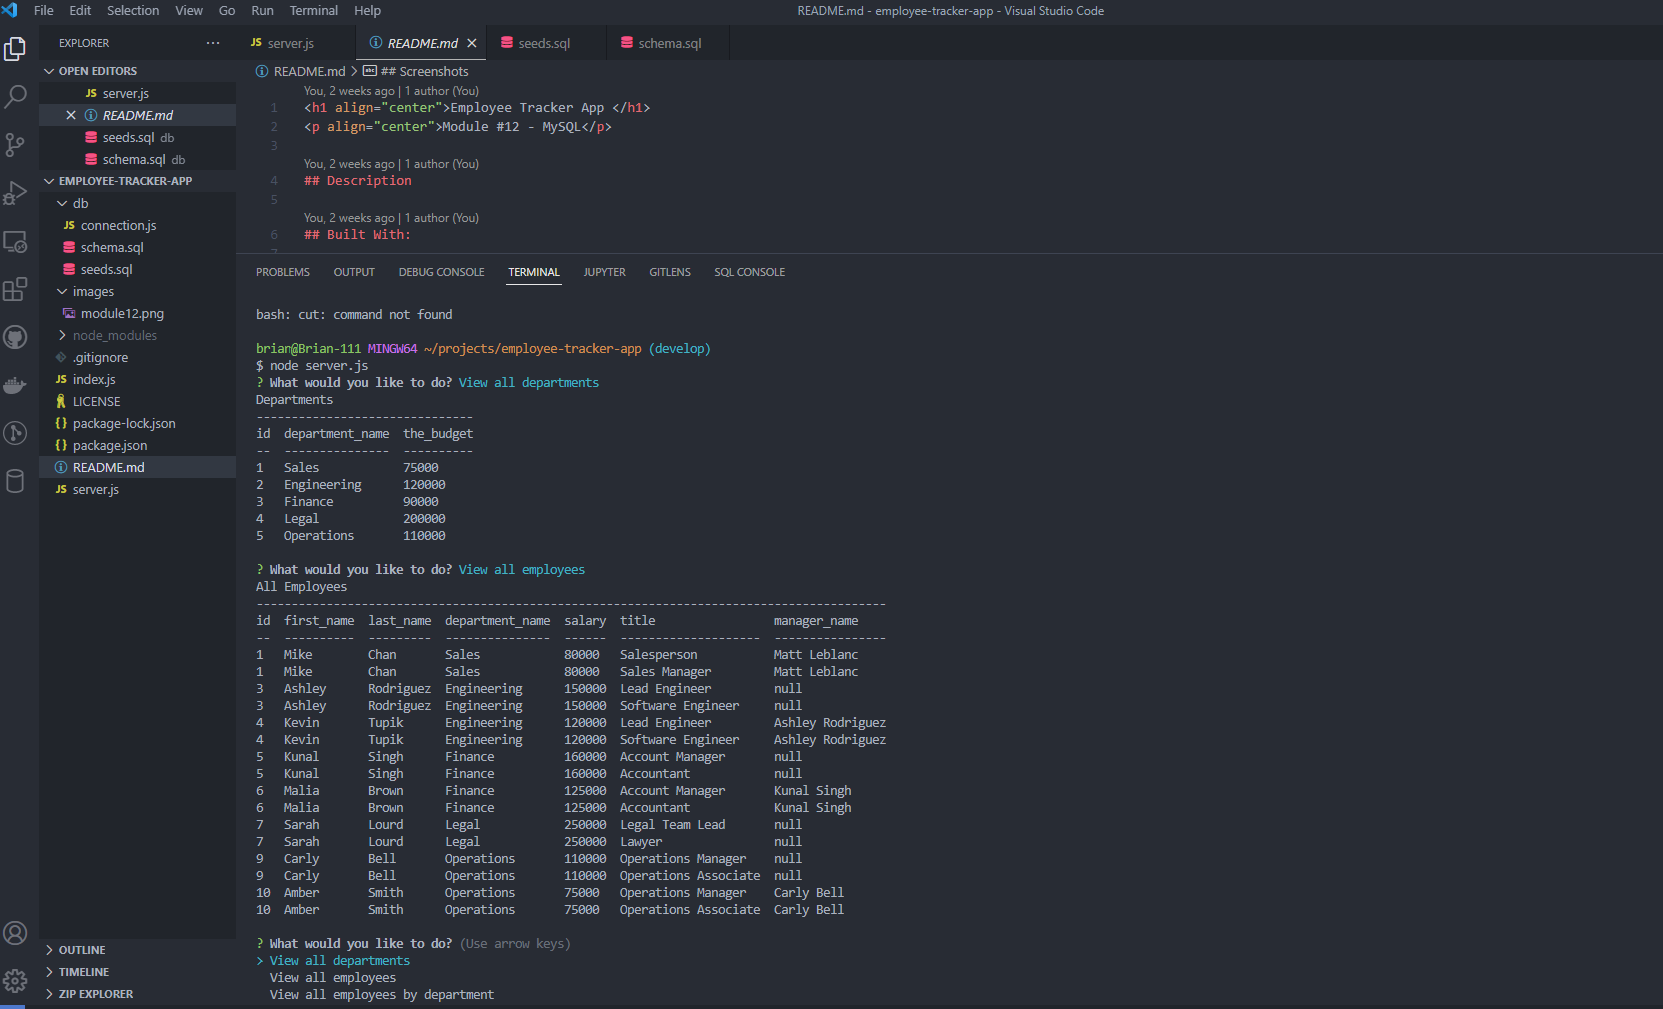 File Edit Selection View Go Run Terminal Help
README.md - employee-tracker-app - Visual Studio Code
EXPLORER ···
JS server.js
README.md
seeds.sql
schema.sql
OPEN EDITORS
JS server.js
README.md
seeds.sql db
schema.sql db
EMPLOYEE-TRACKER-APP
db
JS connection.js
schema.sql
seeds.sql
images
module12.png
node_modules
.gitignore
JS index.js
LICENSE
{} package-lock.json
{} package.json
README.md
JS server.js
OUTLINE
TIMELINE
ZIP EXPLORER
README.md > abc ## Screenshots
You, 2 weeks ago | 1 author (You)
1 <h1 align="center">Employee Tracker App </h1>
2 <p align="center">Module #12 - MySQL</p>
3
You, 2 weeks ago | 1 author (You)
4 ## Description
5
You, 2 weeks ago | 1 author (You)
6 ## Built With:
7
PROBLEMS OUTPUT DEBUG CONSOLE TERMINAL JUPYTER GITLENS SQL CONSOLE
bash: cut: command not found
brian@Brian-111 MINGW64 ~/projects/employee-tracker-app (develop)
$ node server.js
? What would you like to do? View all departments
Departments
-------------------------------
id  department_name  the_budget
--  ---------------  ----------
1   Sales            75000
2   Engineering      120000
3   Finance          90000
4   Legal            200000
5   Operations       110000
? What would you like to do? View all employees
All Employees
------------------------------------------------------------------------------------------
id  first_name  last_name  department_name  salary  title                 manager_name
--  ----------  ---------  ---------------  ------  --------------------  ----------------
1   Mike        Chan       Sales            80000   Salesperson           Matt Leblanc
1   Mike        Chan       Sales            80000   Sales Manager         Matt Leblanc
3   Ashley      Rodriguez  Engineering      150000  Lead Engineer         null
3   Ashley      Rodriguez  Engineering      150000  Software Engineer     null
4   Kevin       Tupik      Engineering      120000  Lead Engineer         Ashley Rodriguez
4   Kevin       Tupik      Engineering      120000  Software Engineer     Ashley Rodriguez
5   Kunal       Singh      Finance          160000  Account Manager       null
5   Kunal       Singh      Finance          160000  Accountant            null
6   Malia       Brown      Finance          125000  Account Manager       Kunal Singh
6   Malia       Brown      Finance          125000  Accountant            Kunal Singh
7   Sarah       Lourd      Legal            250000  Legal Team Lead       null
7   Sarah       Lourd      Legal            250000  Lawyer                null
9   Carly       Bell       Operations       110000  Operations Manager    null
9   Carly       Bell       Operations       110000  Operations Associate  null
10  Amber       Smith      Operations       75000   Operations Manager    Carly Bell
10  Amber       Smith      Operations       75000   Operations Associate  Carly Bell
? What would you like to do? (Use arrow keys)
> View all departments
View all employees
View all employees by department